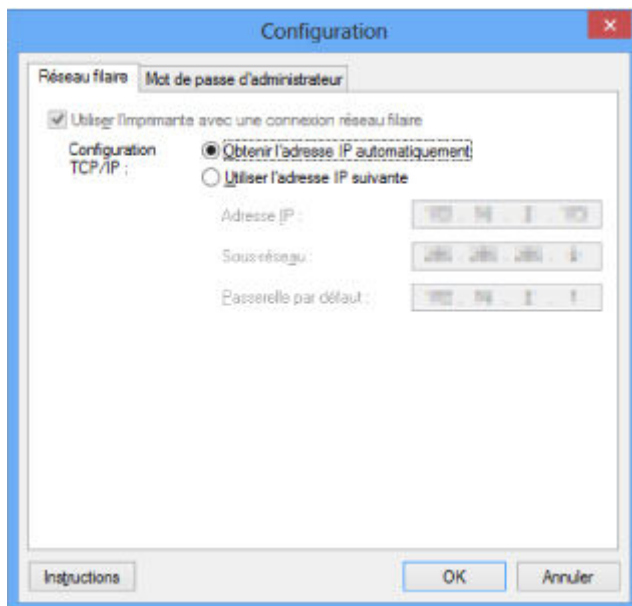 Configuration
Réseau filaire
Mot de passe d'administrateur
Utiliser l'imprimante avec une connexion réseau filaire
Configuration TCP/IP :
Obtenir l'adresse IP automatiquement
Utiliser l'adresse IP suivante
Adresse IP :
Sous-réseau :
Passerelle par défaut :
Instructions
OK
Annuler